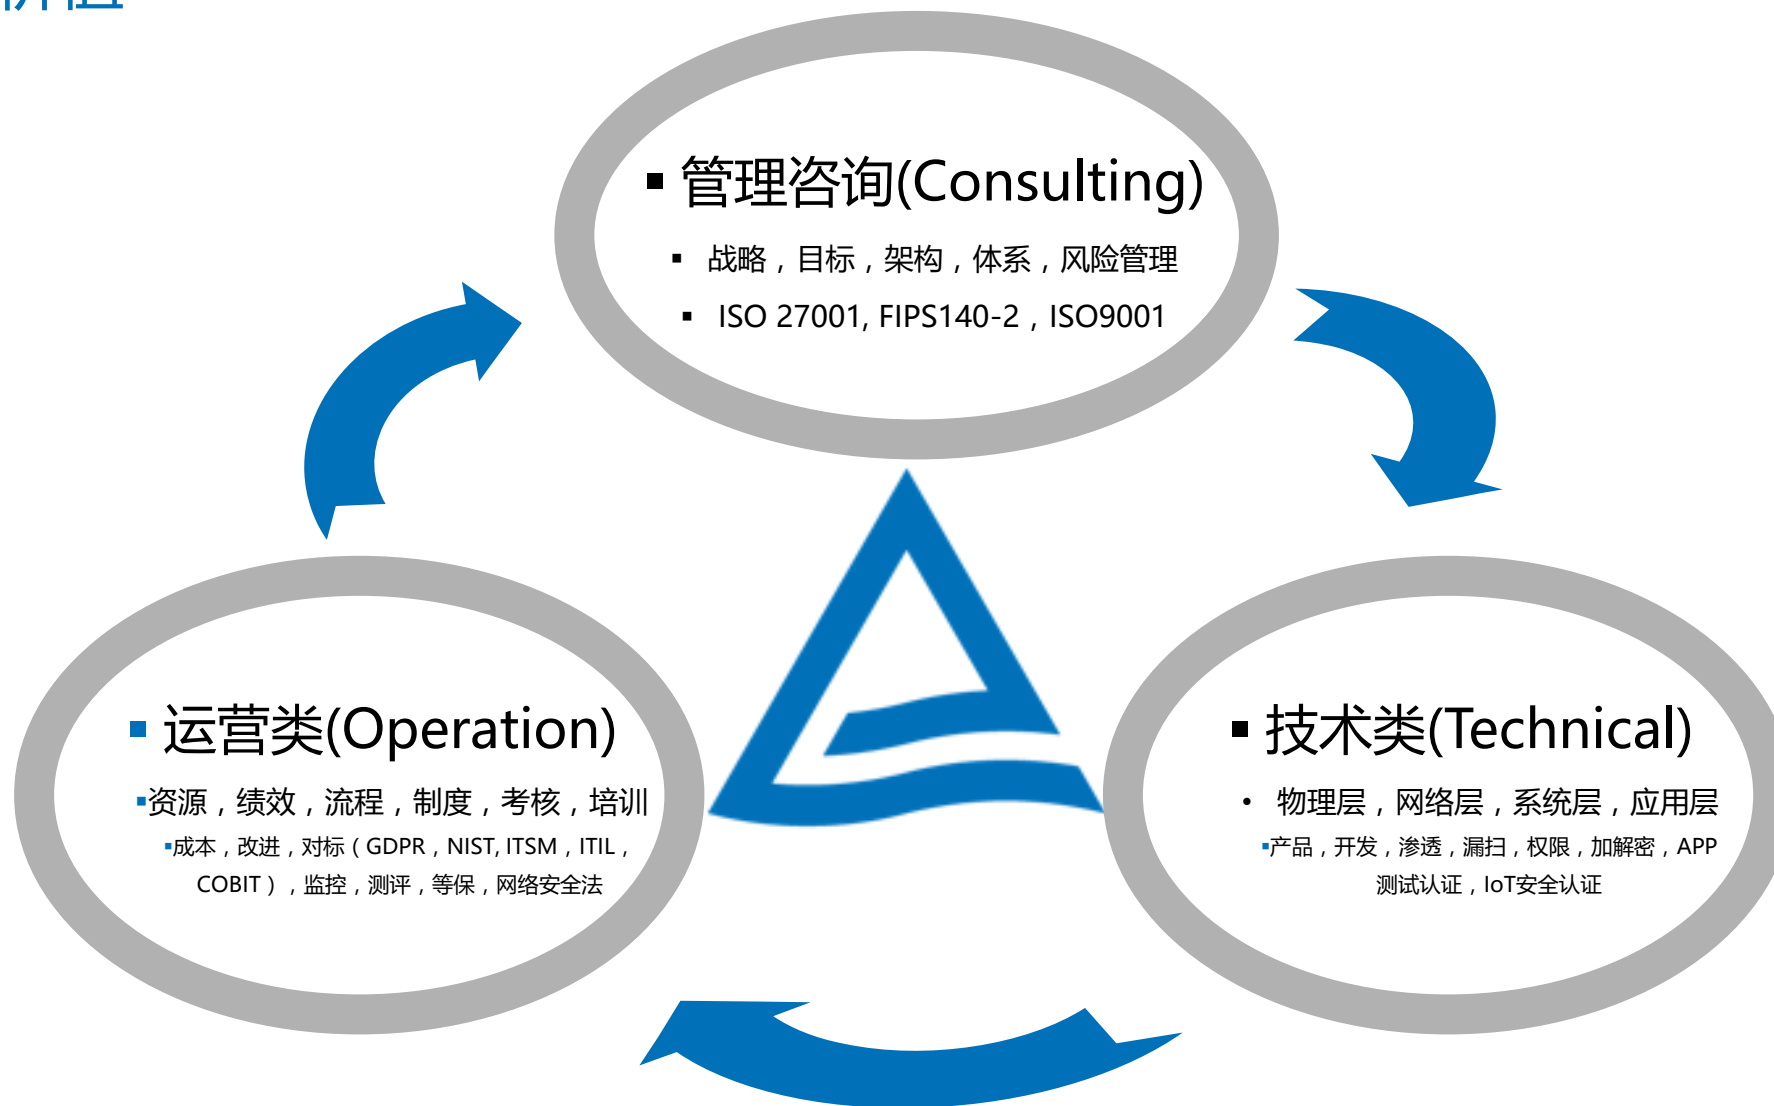 价值
▪ 管理咨询(Consulting)
▪ 战略，目标，架构，体系，风险管理
▪ ISO 27001, FIPS140-2，ISO9001
▪ 运营类(Operation)
▪资源，绩效，流程，制度，考核，培训
▪成本，改进，对标（GDPR，NIST, ITSM，ITIL，
COBIT），监控，测评，等保，网络安全法
▪ 技术类(Technical)
• 物理层，网络层，系统层，应用层
▪产品，开发，渗透，漏扫，权限，加解密，APP
测试认证，IoT安全认证